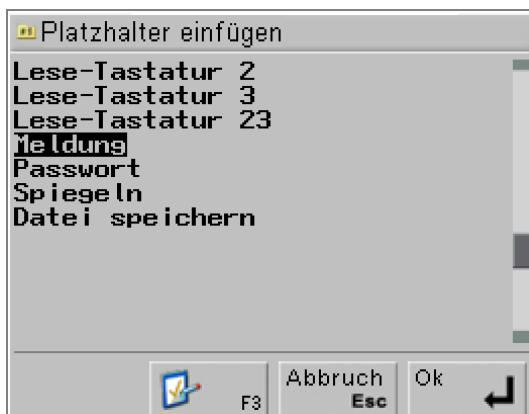 Platzhalter einfügen
Lese-Tastatur 2
Lese-Tastatur 3
Lese-Tastatur 23
Meldung
Passwort
Spiegeln
Datei speichern
F3
Abbruch
Esc
Ok